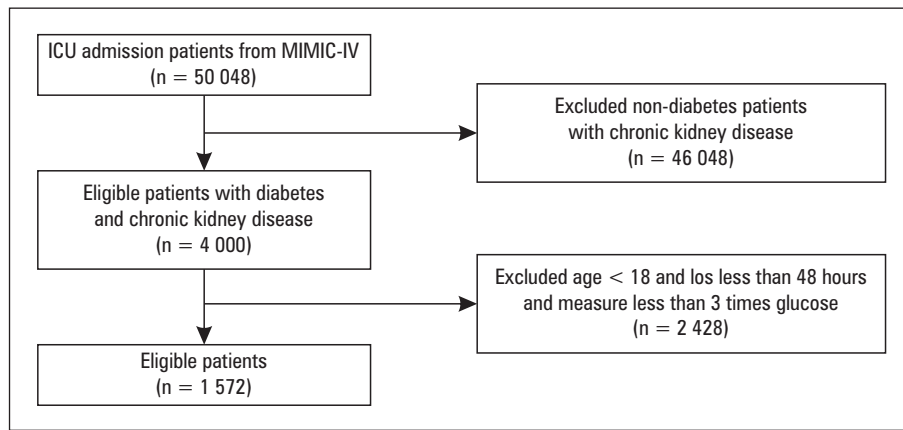 ICU admission patients from MIMIC-IV
(n = 50 048)
Excluded non-diabetes patients
with chronic kidney disease
(n = 46 048)
Eligible patients with diabetes
and chronic kidney disease
(n = 4 000)
Excluded age < 18 and los less than 48 hours
and measure less than 3 times glucose
(n = 2 428)
Eligible patients
(n = 1 572)